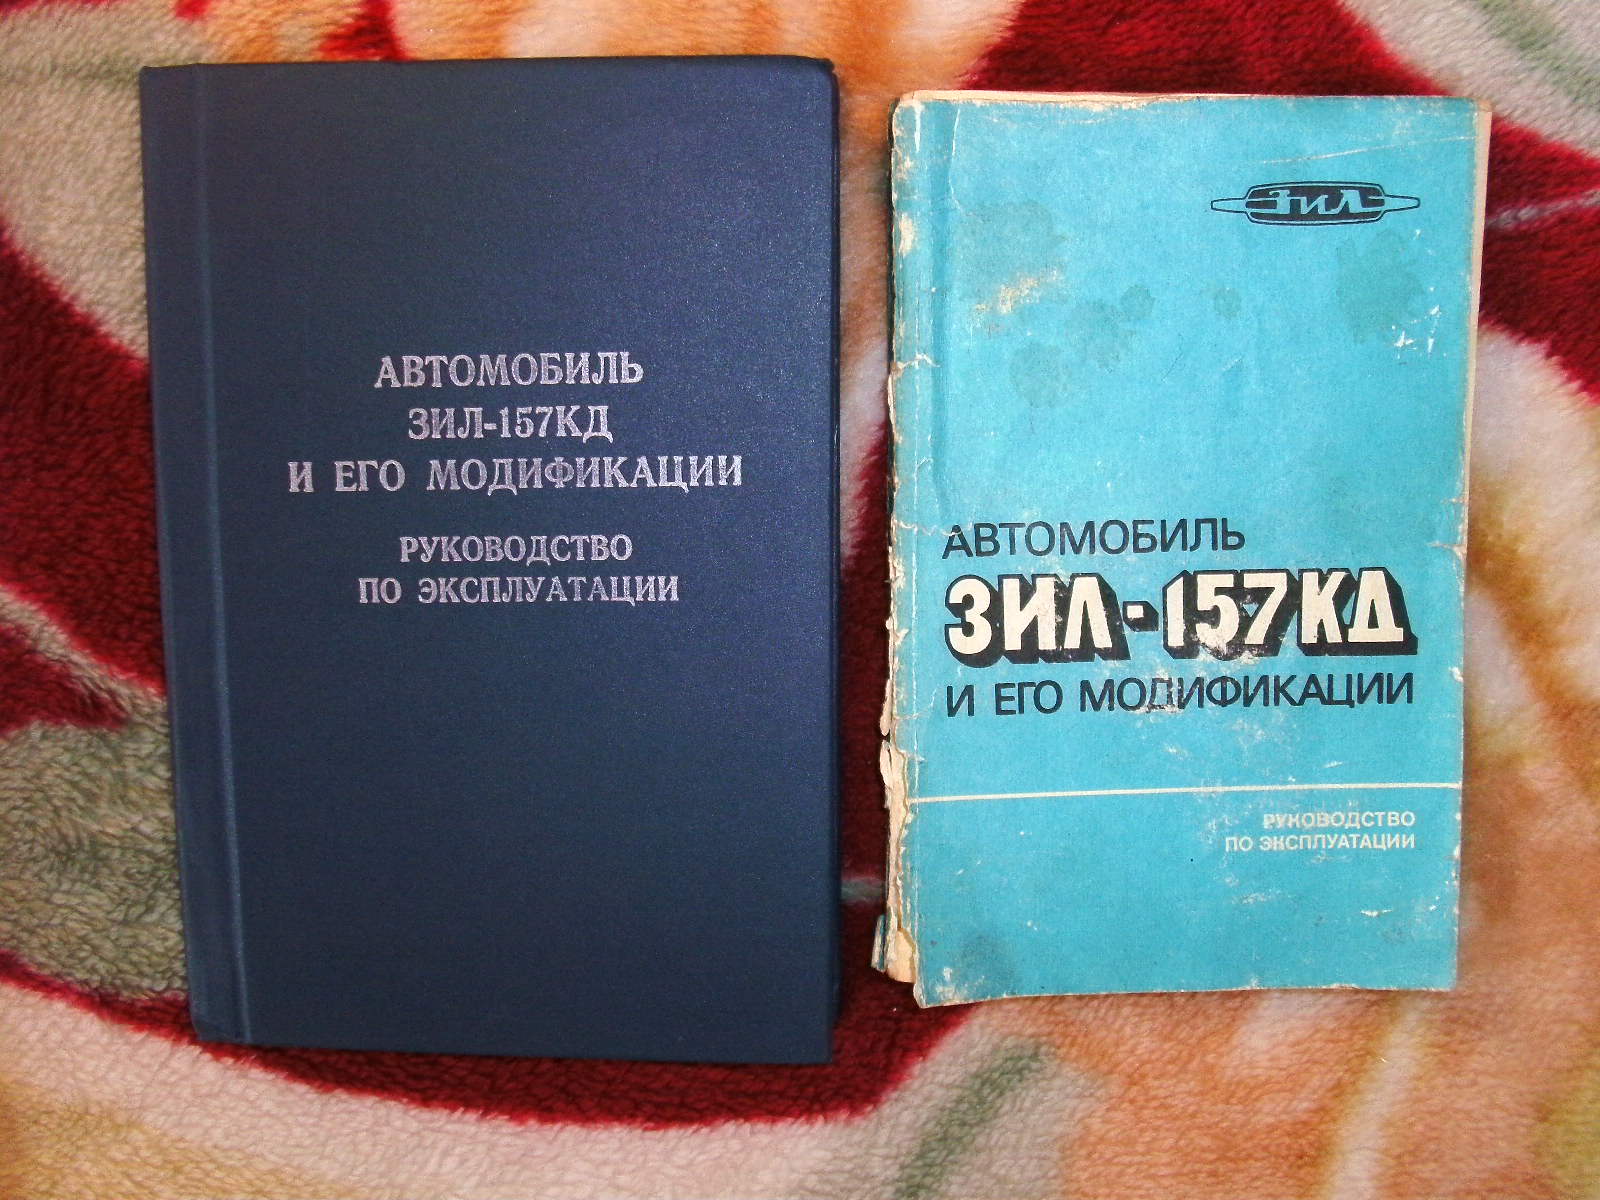 АВТОМОБИЛЬ
ЗИЛ-157КД
И ЕГО МОДИФИКАЦИИ
РУКОВОДСТВО
ПО ЭКСПЛУАТАЦИИ
ЗиЛ
АВТОМОБИЛЬ
ЗИЛ-157КД
И ЕГО МОДИФИКАЦИИ
РУКОВОДСТВО
ПО ЭКСПЛУАТАЦИИ